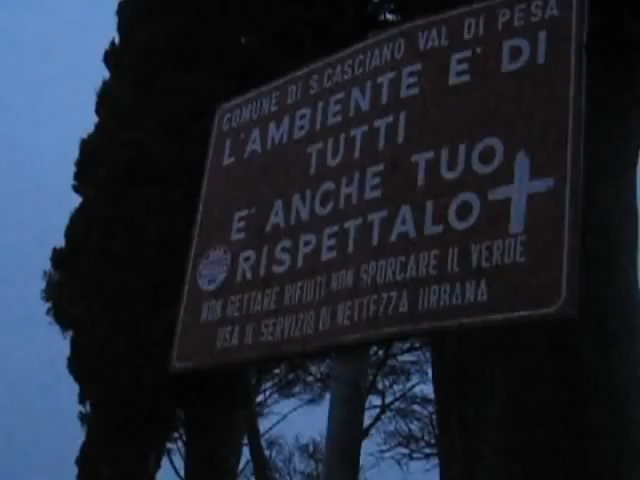 COMUNE DI S.CASCIANO VAL DI PESA
L'AMBIENTE E' DI
TUTTI
E' ANCHE TUO
RISPETTALO
NON GETTARE RIFIUTI NON SPORCARE IL VERDE
USA IL SERVIZIO DI NETTEZZA URBANA